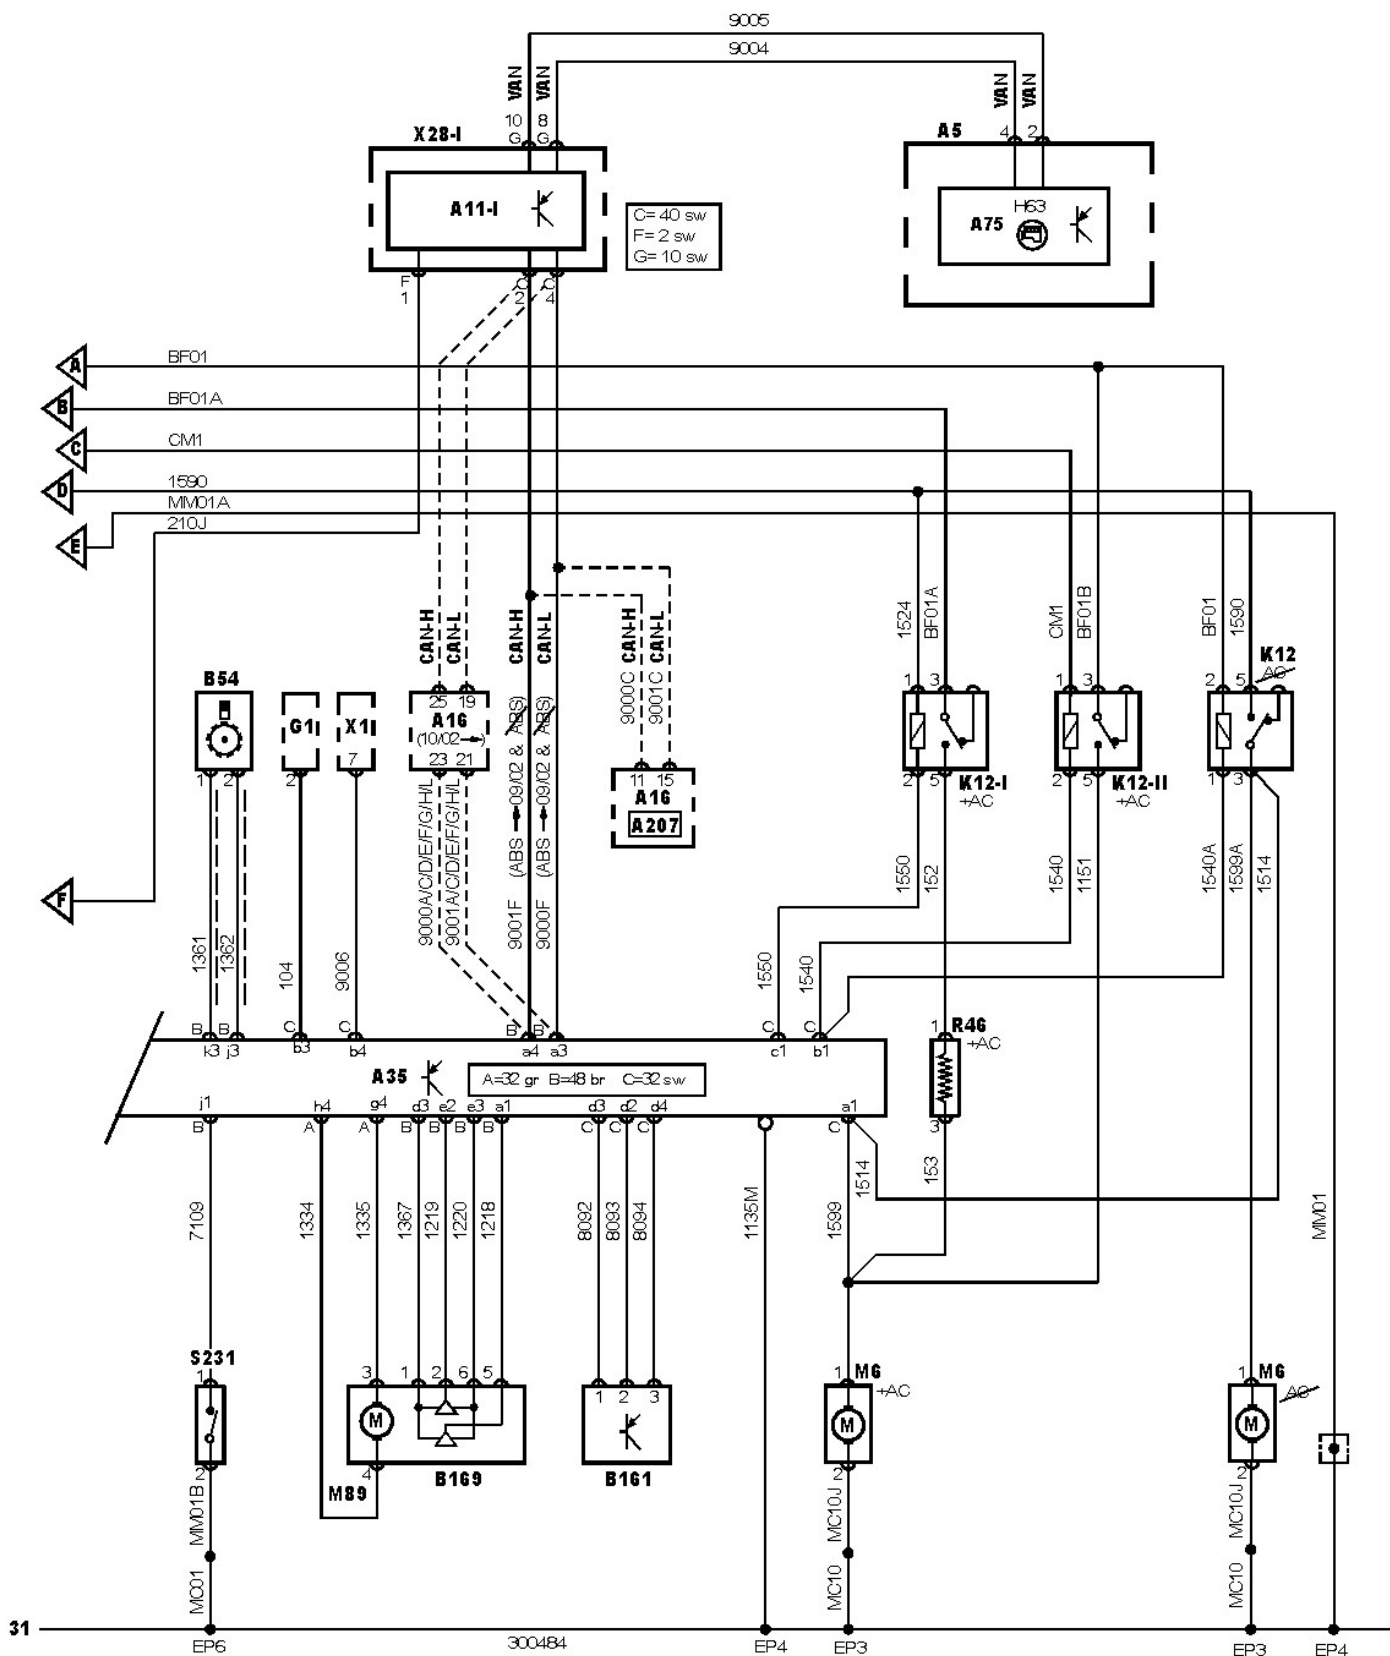 9005
9004
VAN
VAN
VAN
VAN
10
8
G
G
X28-I
A11-I
F
1
C
2
C
4
C= 40 sw
F= 2 sw
G= 10 sw
A5
4
2
H63
A75
A
BF01
B
BF01A
C
CM1
D
1590
MM01A
E
210J
F
CAN-H
CAN-L
CAN-H
CAN-L
CAN-H
CAN-L
9000C
9001C
(ABS → 09/02 & ABS)
(ABS → 09/02 & ABS)
1524
BF01A
CM1
BF01B
BF01
1590
B54
1
2
G1
2
X1
7
25
19
A16
(10/02 → )
23
21
11
15
A16
A207
1
3
2
5
K12-I
+AC
1
3
2
5
K12-II
+AC
K12
AC
2
5
1
3
9000A/C/D/E/F/G/H/L
9001A/C/D/E/F/G/H/L
9001F
9000F
1550
152
1540
1151
1540A
1599A
1514
1361
1362
104
9006
1550
1540
B
B
C
C
B
B
C
C
k3
j3
b3
b4
a4
a3
c1
b1
A35
A=32 gr B=48 br C=32 sw
1
R46
+AC
3
j1
h4
g4
d3
e2
e3
a1
d3
d2
d4
a1
B
A
A
B
B
B
B
C
C
C
C
7109
1334
1335
1367
1219
1220
1218
8092
8093
8094
1135M
1599
1514
153
MM01
S231
1
2
3
1
2
6
5
M
4
M89
B169
1
2
3
B161
1
M6
+AC
M
2
1
M6
AC
M
2
MM01B
MC01
MC10J
MC10
MC10J
MC10
31
EP6
300484
EP4
EP3
EP3
EP4